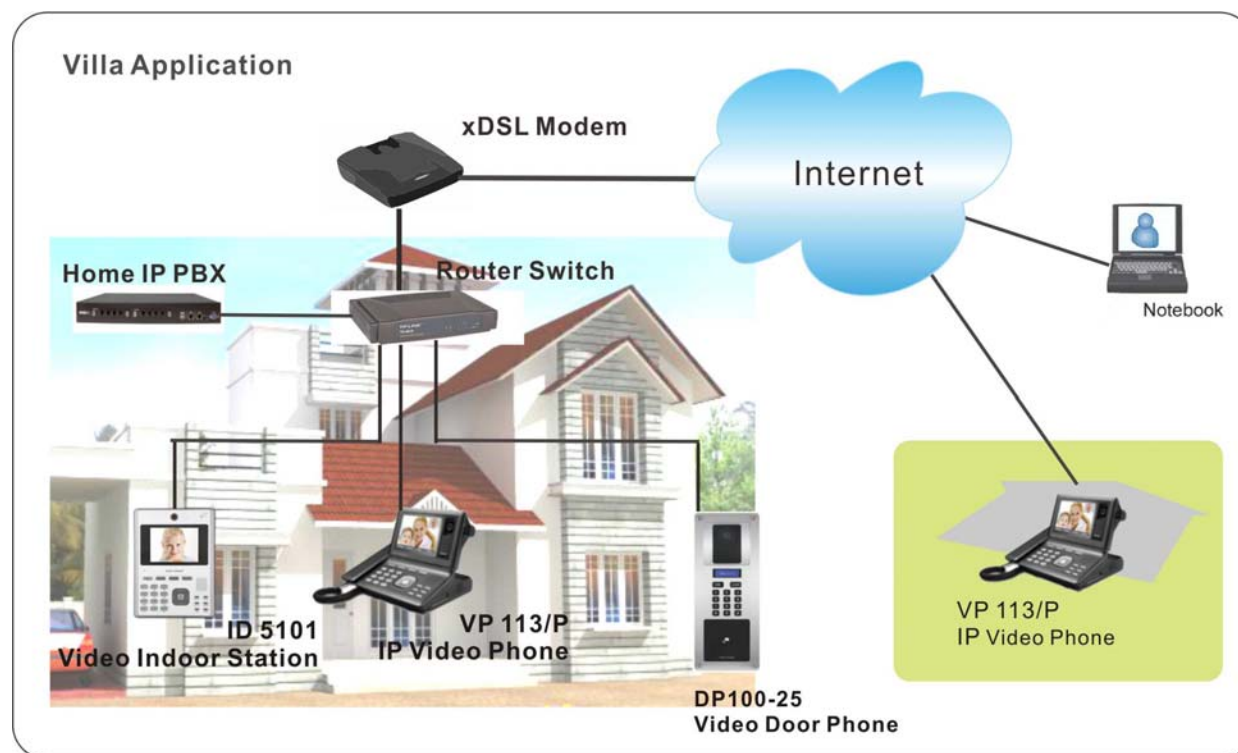 Villa Application
xDSL Modem
Internet
Home IP PBX
Router Switch
Notebook
ID 5101
Video Indoor Station
VP 113/P
IP Video Phone
DP100-25
Video Door Phone
VP 113/P
IP Video Phone